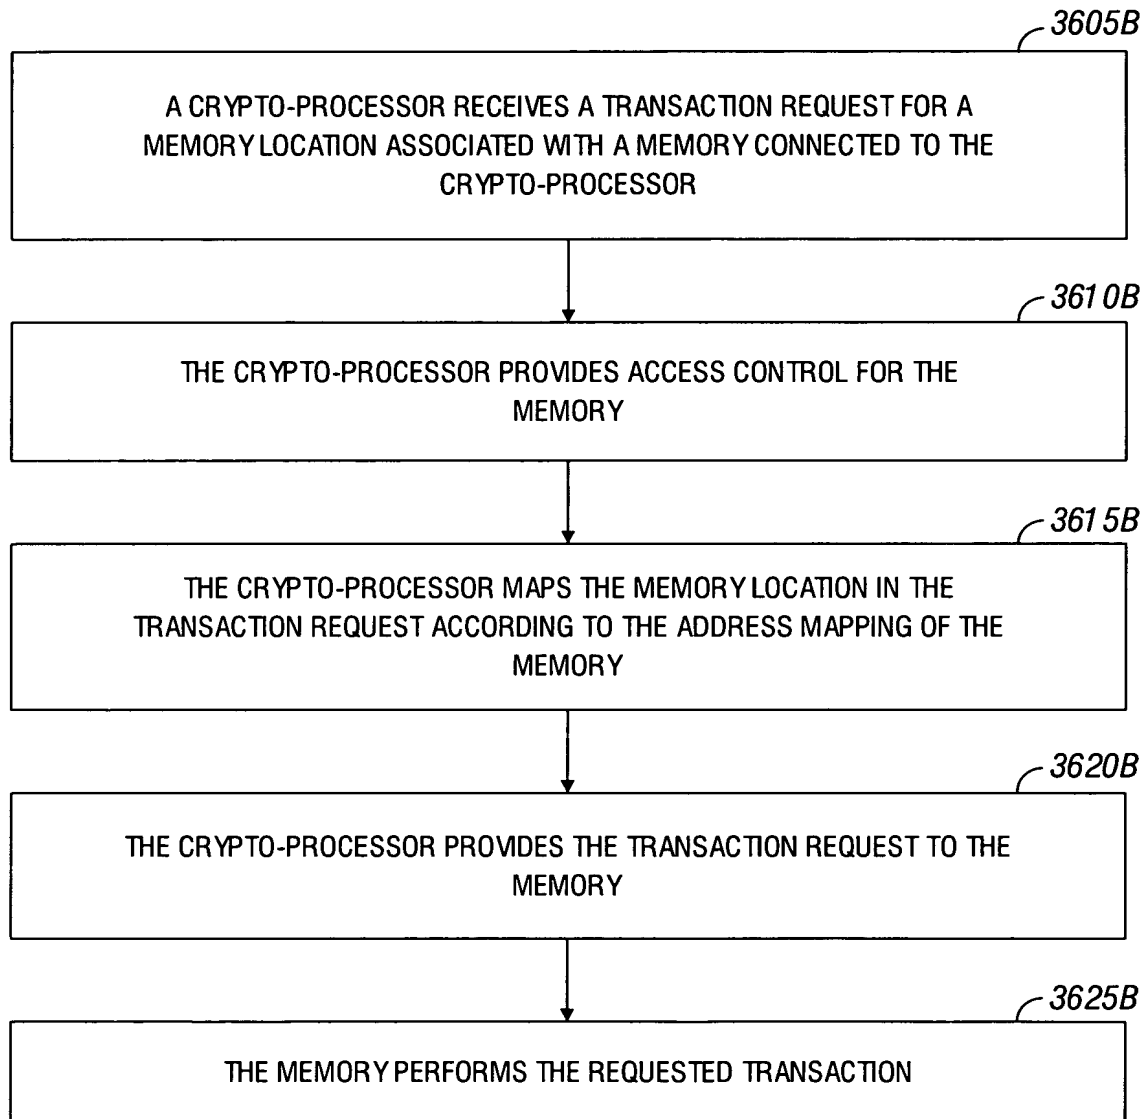 3605B
A CRYPTO-PROCESSOR RECEIVES A TRANSACTION REQUEST FOR A
MEMORY LOCATION ASSOCIATED WITH A MEMORY CONNECTED TO THE
CRYPTO-PROCESSOR
3610B
THE CRYPTO-PROCESSOR PROVIDES ACCESS CONTROL FOR THE
MEMORY
3615B
THE CRYPTO-PROCESSOR MAPS THE MEMORY LOCATION IN THE
TRANSACTION REQUEST ACCORDING TO THE ADDRESS MAPPING OF THE
MEMORY
3620B
THE CRYPTO-PROCESSOR PROVIDES THE TRANSACTION REQUEST TO THE
MEMORY
3625B
THE MEMORY PERFORMS THE REQUESTED TRANSACTION